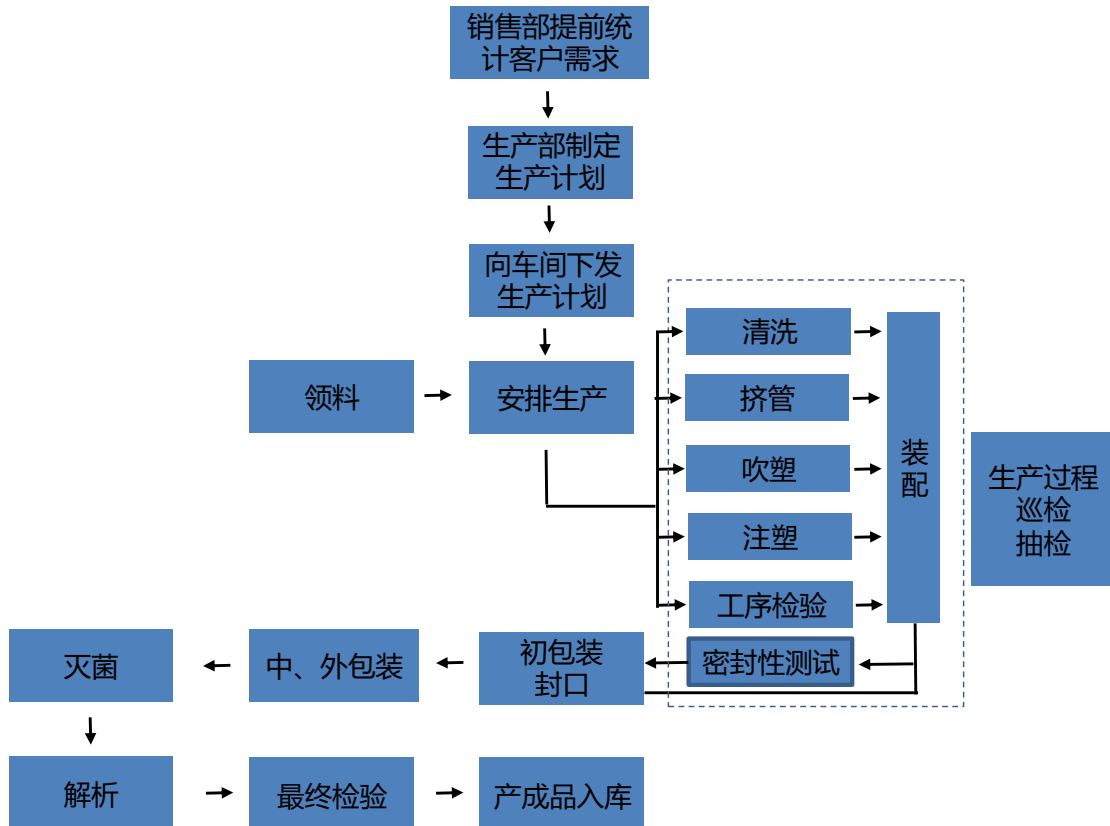 销售部提前统
计客户需求
生产部制定
生产计划
向车间下发
生产计划
领料
安排生产
清洗
挤管
吹塑
注塑
工序检验
装
配
生产过程
巡检
抽检
密封性测试
初包装
封口
中、外包装
灭菌
解析
最终检验
产成品入库